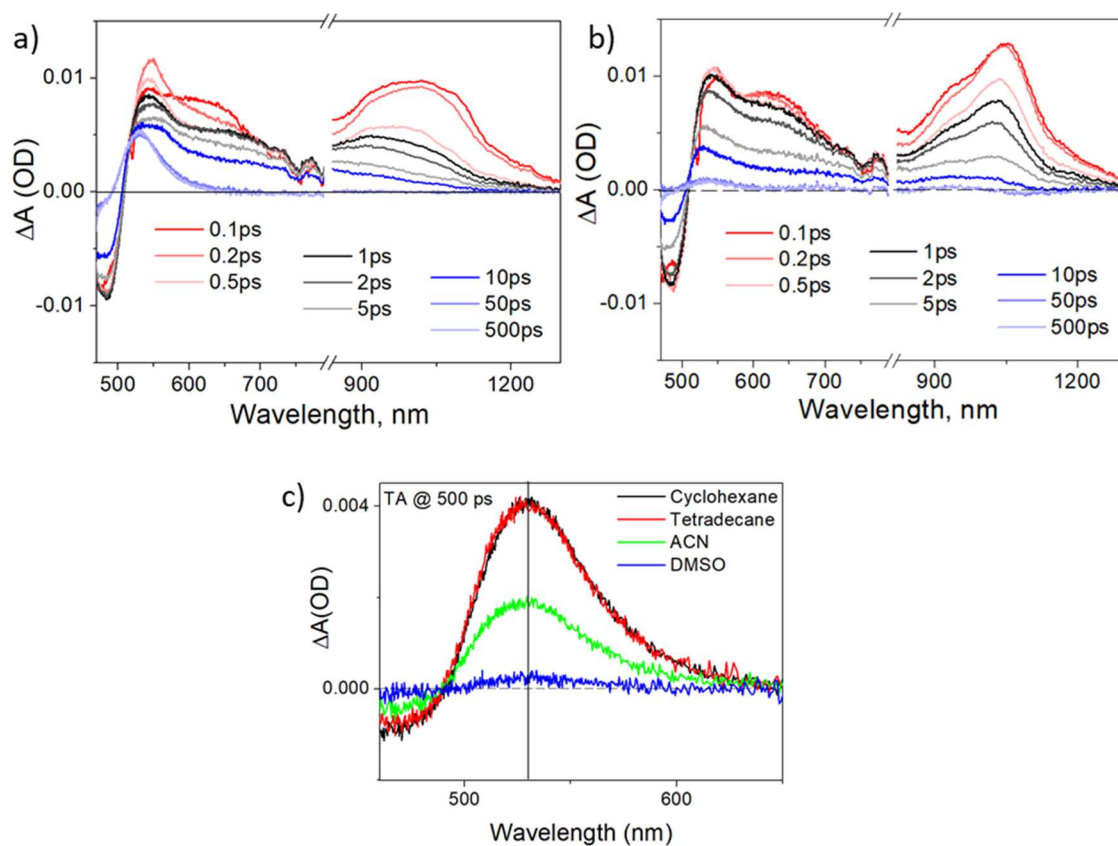 a)
ΔA (OD)
0.01
0.00
-0.01
0.1ps
0.2ps
0.5ps
1ps
2ps
5ps
10ps
50ps
500ps
500 600 700 900 1200
Wavelength, nm
b)
ΔA (OD)
0.01
0.00
-0.01
0.1ps
0.2ps
0.5ps
1ps
2ps
5ps
10ps
50ps
500ps
500 600 700 900 1200
Wavelength, nm
c)
TA @ 500 ps
ΔA(OD)
0.004
0.000
Cyclohexane
Tetradecane
ACN
DMSO
500 600
Wavelength (nm)